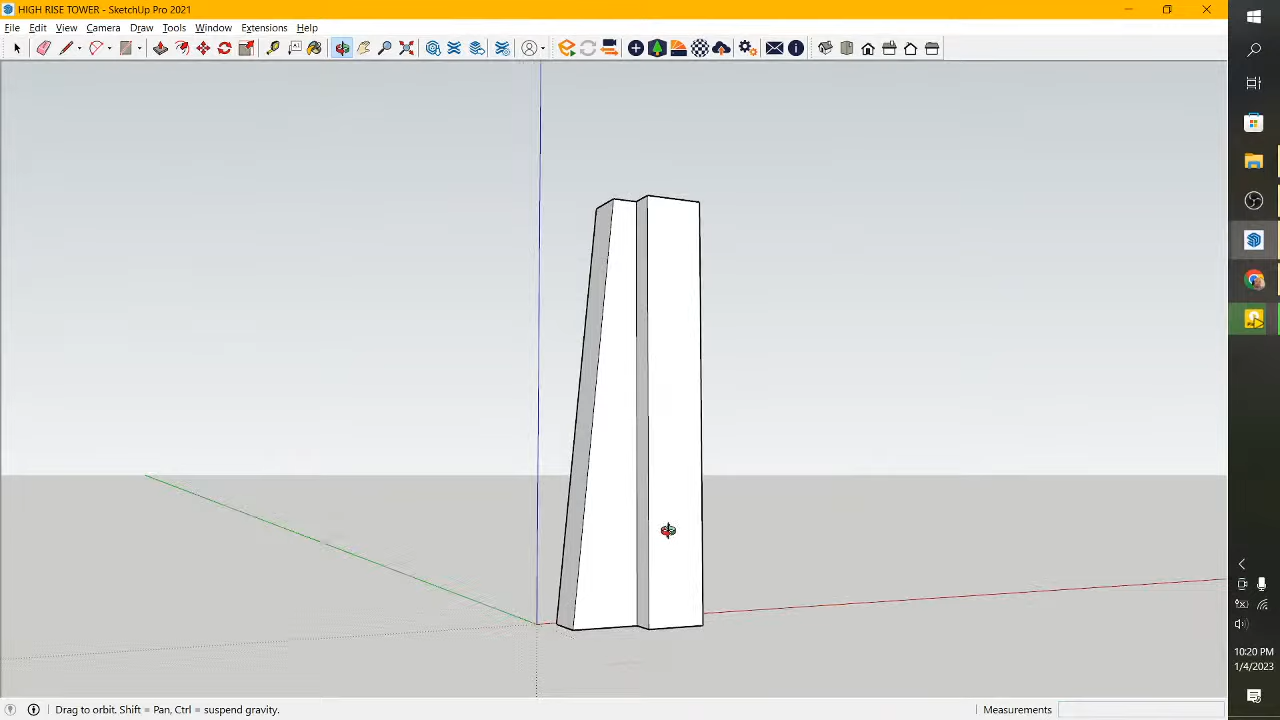 HIGH RISE TOWER - SketchUp Pro 2021
File Edit View Camera Draw Tools Window Extensions Help
Drag to orbit. Shift = Pan, Ctrl = suspend gravity.
Measurements
10:20 PM
1/4/2023